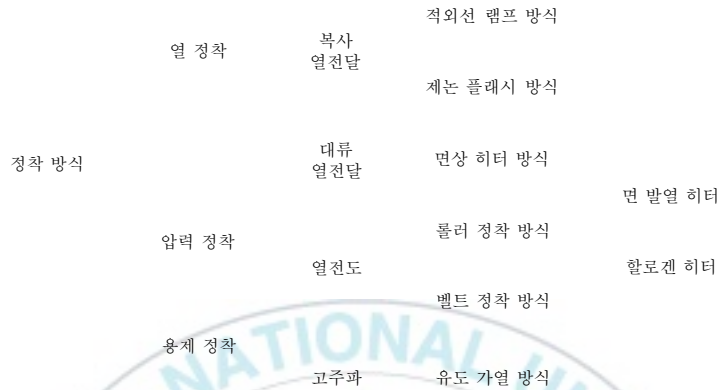 적외선 램프 방식
열 정착
복사
열전달
제논 플래시 방식
정착 방식
대류
열전달
면상 히터 방식
면 발열 히터
압력 정착
롤러 정착 방식
열전도
할로겐 히터
벨트 정착 방식
용제 정착
고주파
유도 가열 방식
NATIONAL U